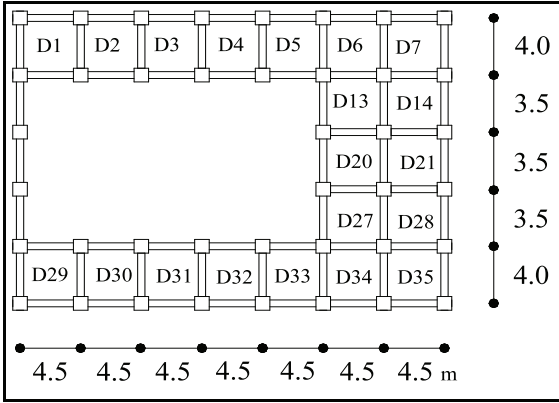 D1 D2 D3 D4 D5 D6 D7 4.0
D13 D14 3.5
D20 D21 3.5
D27 D28 3.5
D29 D30 D31 D32 D33 D34 D35 4.0
4.5 4.5 4.5 4.5 4.5 4.5 4.5 m